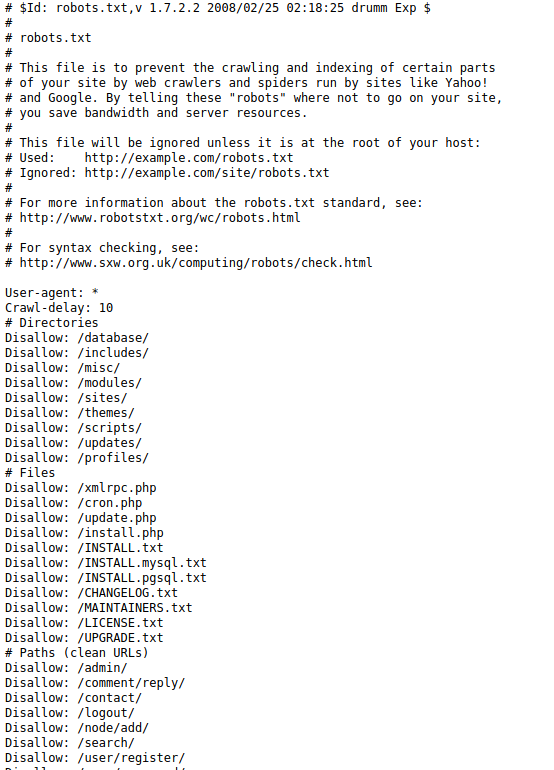 # $Id: robots.txt,v 1.7.2.2 2008/02/25 02:18:25 drumm Exp $
#
# robots.txt
#
# This file is to prevent the crawling and indexing of certain parts
# of your site by web crawlers and spiders run by sites like Yahoo!
# and Google. By telling these "robots" where not to go on your site,
# you save bandwidth and server resources.
#
# This file will be ignored unless it is at the root of your host:
# Used:    http://example.com/robots.txt
# Ignored: http://example.com/site/robots.txt
#
# For more information about the robots.txt standard, see:
# http://www.robotstxt.org/wc/robots.html
#
# For syntax checking, see:
# http://www.sxw.org.uk/computing/robots/check.html

User-agent: *
Crawl-delay: 10
# Directories
Disallow: /database/
Disallow: /includes/
Disallow: /misc/
Disallow: /modules/
Disallow: /sites/
Disallow: /themes/
Disallow: /scripts/
Disallow: /updates/
Disallow: /profiles/
# Files
Disallow: /xmlrpc.php
Disallow: /cron.php
Disallow: /update.php
Disallow: /install.php
Disallow: /INSTALL.txt
Disallow: /INSTALL.mysql.txt
Disallow: /INSTALL.pgsql.txt
Disallow: /CHANGELOG.txt
Disallow: /MAINTAINERS.txt
Disallow: /LICENSE.txt
Disallow: /UPGRADE.txt
# Paths (clean URLs)
Disallow: /admin/
Disallow: /comment/reply/
Disallow: /contact/
Disallow: /logout/
Disallow: /node/add/
Disallow: /search/
Disallow: /user/register/